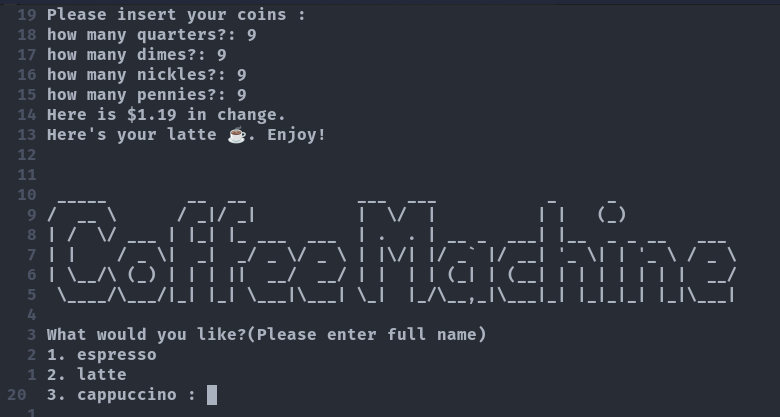 19 Please insert your coins :
18 how many quarters?: 9
17 how many dimes?: 9
16 how many nickles?: 9
15 how many pennies?: 9
14 Here is $1.19 in change.
13 Here's your latte ☕. Enjoy!
12
11
10
9
8
7
6
5
CoffeeMachine
4
3 What would you like?(Please enter full name)
2 1. espresso
1 2. latte
20 3. cappuccino :
1